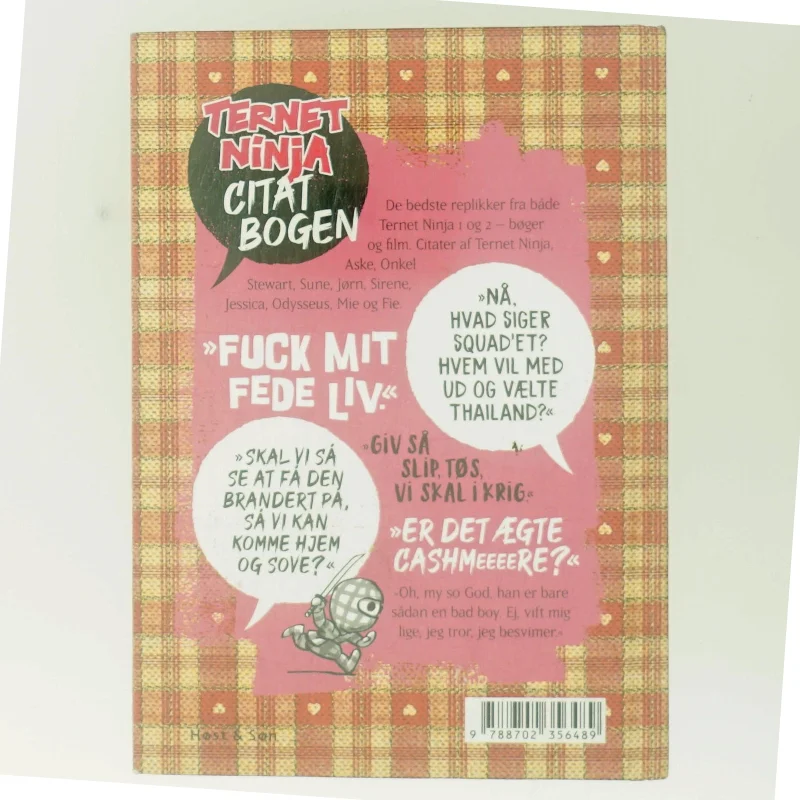 TERNET
NINJA
CITAT
BOGEN
De bedste replikker fra både
Ternet Ninja 1 og 2 – bøger
og film. Citater af Ternet Ninja,
Aske, Onkel
Stewart, Sune, Jørn, Sirene,
Jessica, Odysseus, Mie og Fie.
»NÅ,
HVAD SIGER
SQUAD'ET?
HVEM VIL MED
UD OG VÆLTE
THAILAND?«
»FUCK MIT
FEDE LIV.«
»GIV SÅ
SLIP, TØS,
VI SKAL I KRIG.«
»SKAL VI SÅ
SE AT FÅ DEN
BRANDERT PÅ,
SÅ VI KAN
KOMME HJEM
OG SOVE?«
»ER DET ÆGTE
CASHMEEEERE?«
»Oh, my so God, han er bare
sådan en bad boy. Ej, vift mig
lige, jeg tror, jeg besvimer.«
Høst & Søn
9 788702 356489